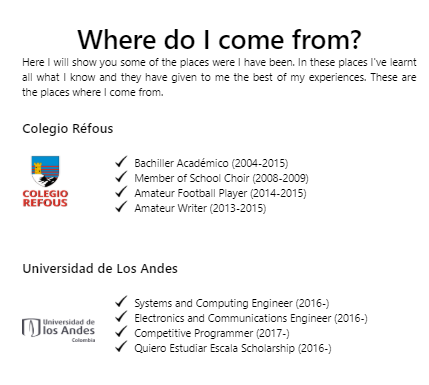 Where do I come from?
Here I will show you some of the places were I have been. In these places I've learnt
all what I know and they have given to me the best of my experiences. These are
the places where I come from.
Colegio Réfous
COLEGIO
REFOUS
Bachiller Académico (2004-2015)
Member of School Choir (2008-2009)
Amateur Football Player (2014-2015)
Amateur Writer (2013-2015)
Universidad de Los Andes
Universidad de
los Andes
Colombia
Systems and Computing Engineer (2016-)
Electronics and Communications Engineer (2016-)
Competitive Programmer (2017-)
Quiero Estudiar Escala Scholarship (2016-)